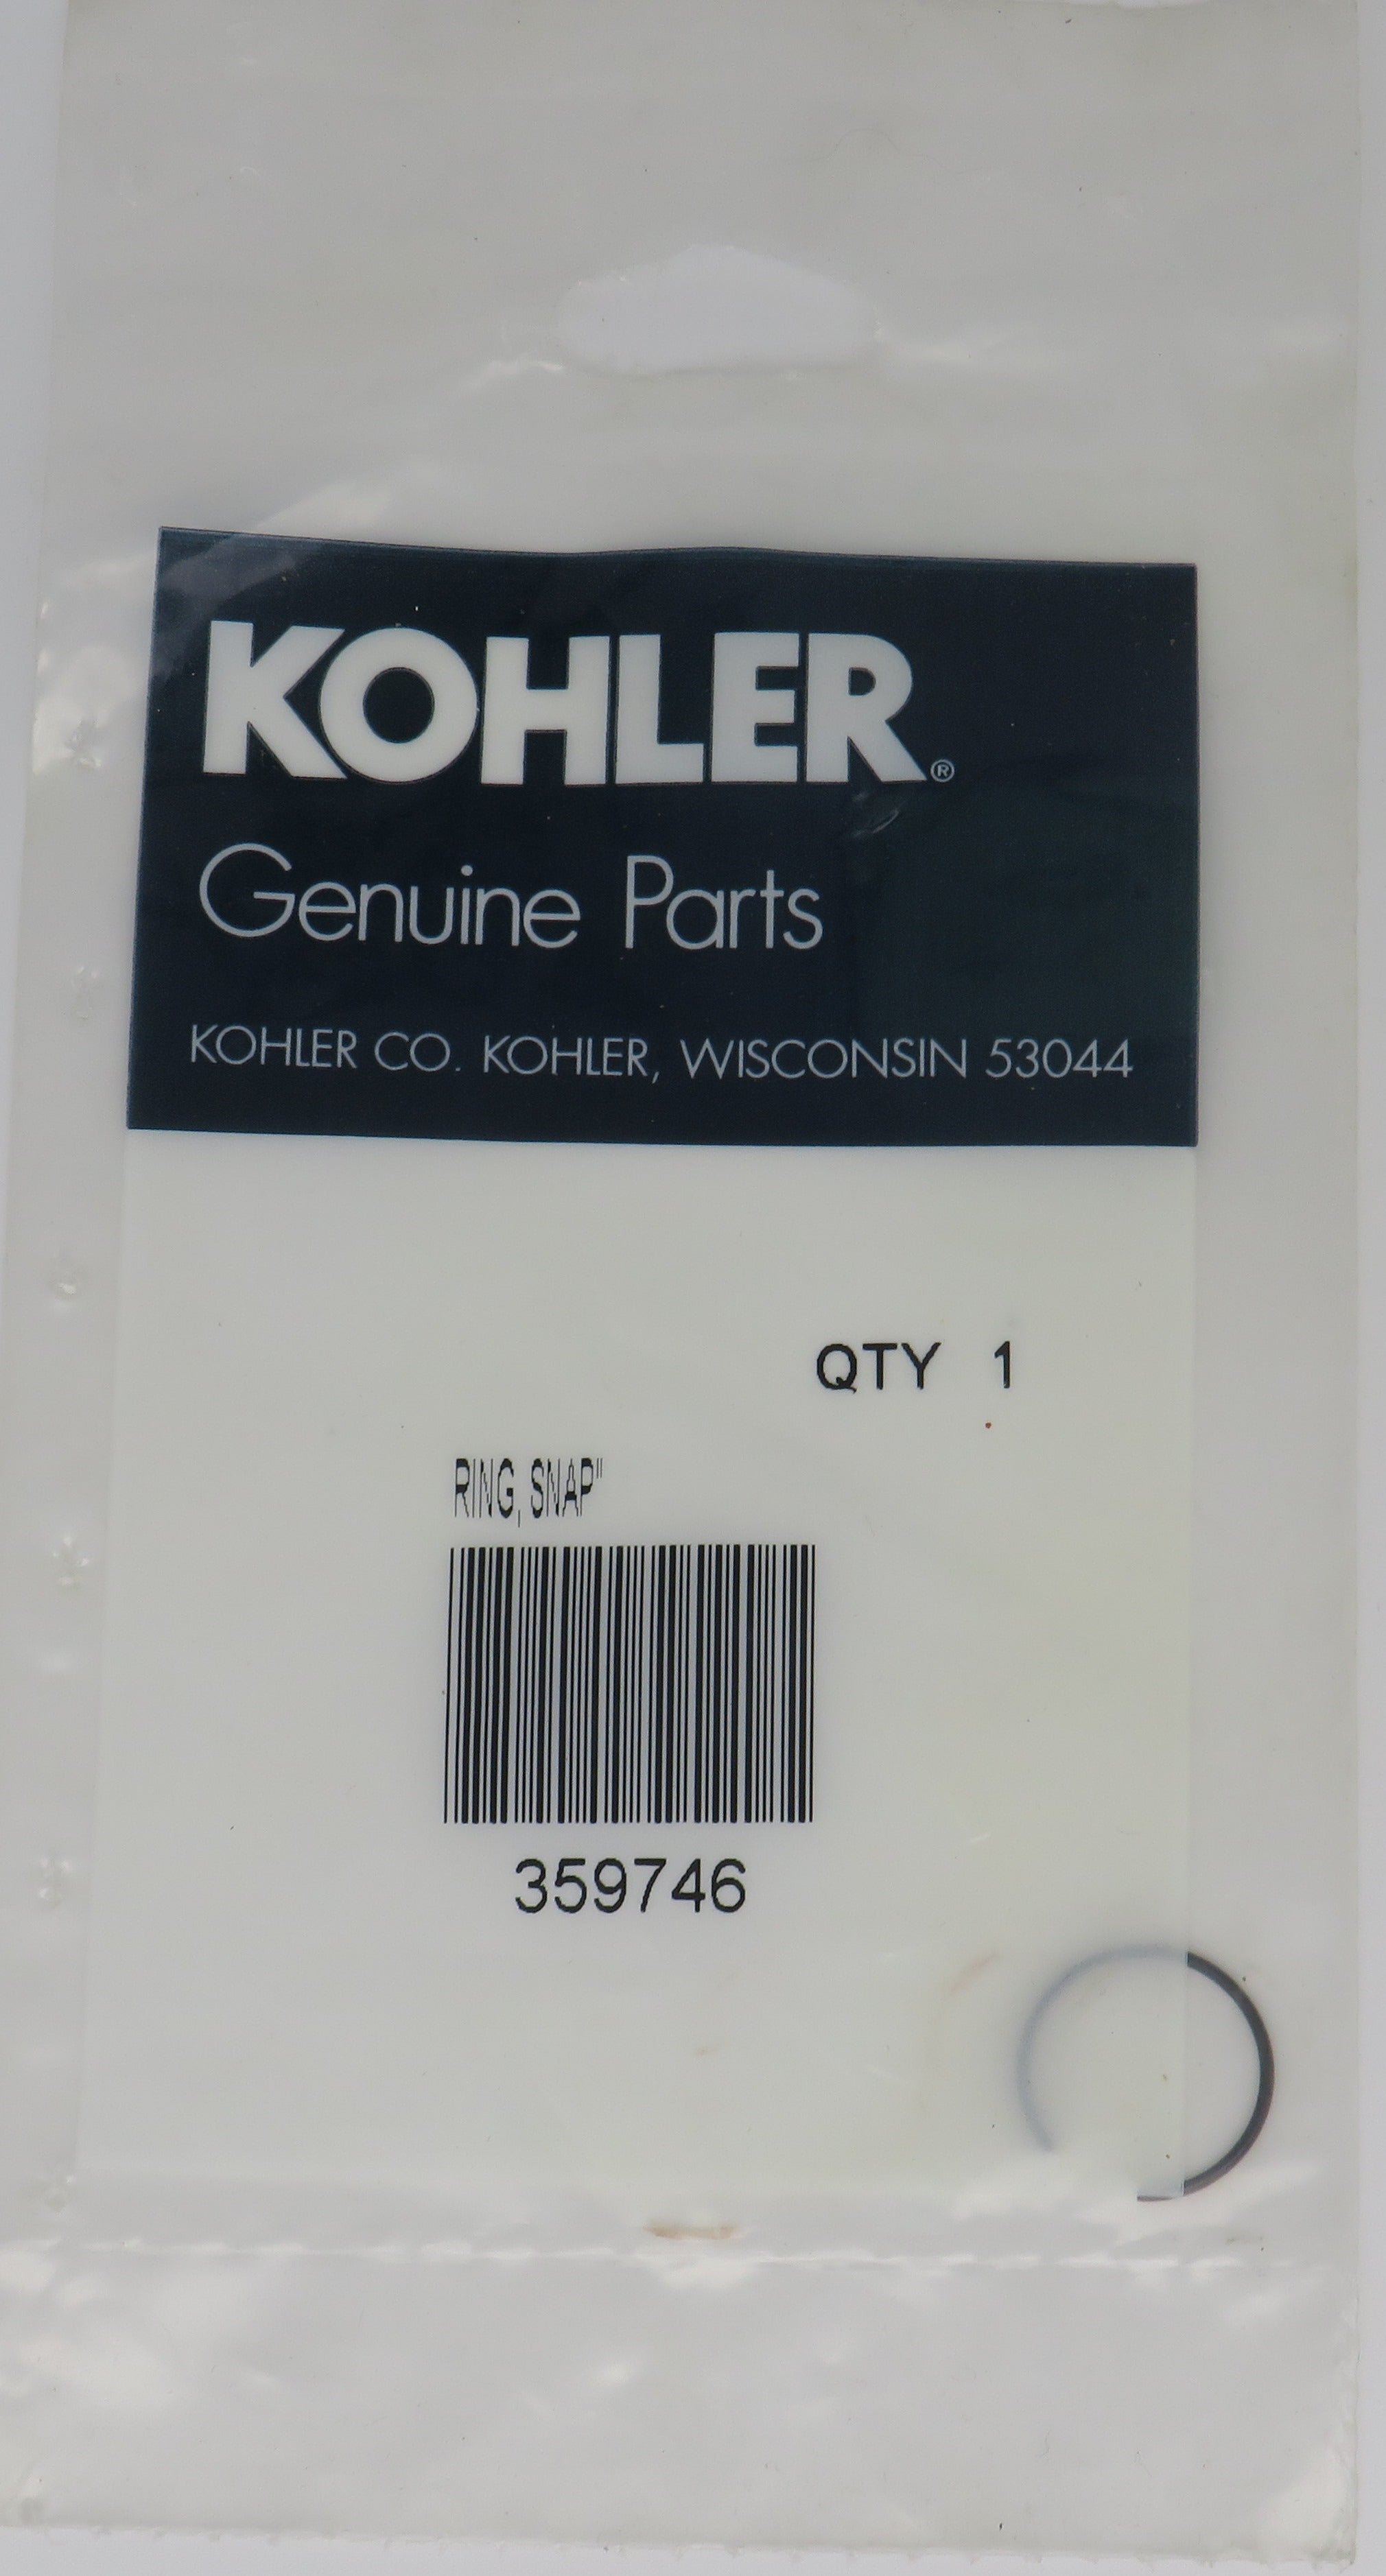 KOHLER®
Genuine Parts
KOHLER CO. KOHLER, WISCONSIN 53044
QTY 1
RING, SNAP"
359746